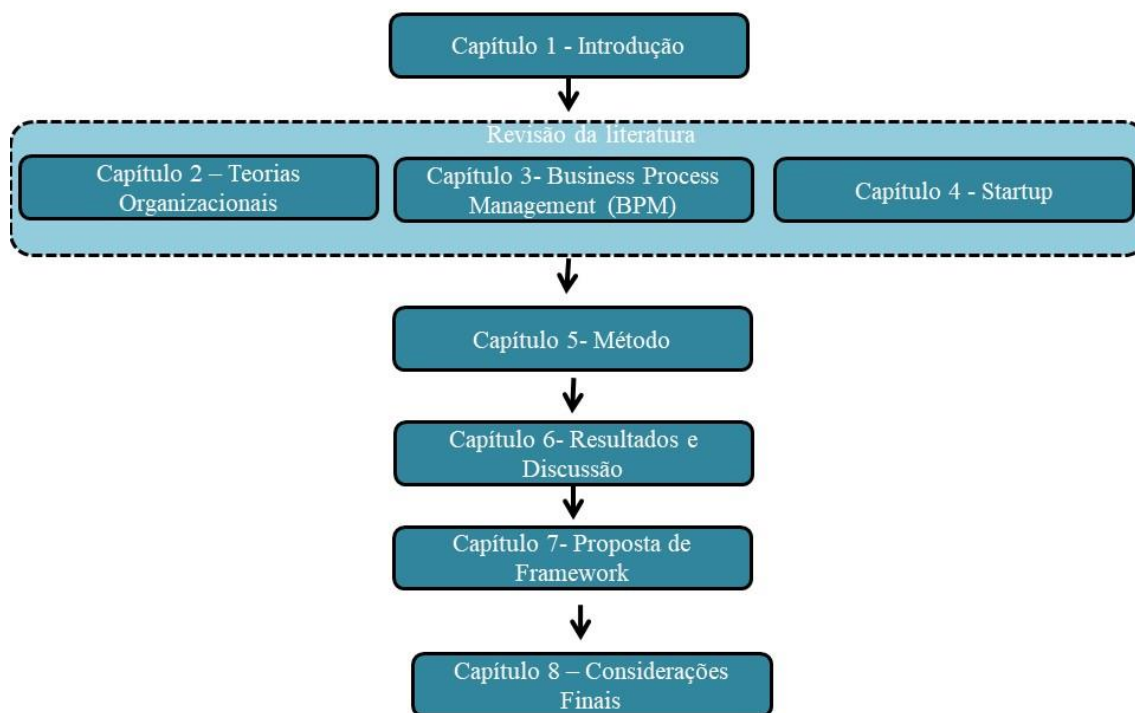 Capítulo 1 - Introdução
Revisão da literatura
Capítulo 2 – Teorias
Organizacionais
Capítulo 3- Business Process
Management (BPM)
Capítulo 4 - Startup
Capítulo 5- Método
Capítulo 6- Resultados e
Discussão
Capítulo 7- Proposta de
Framework
Capítulo 8 – Considerações
Finais